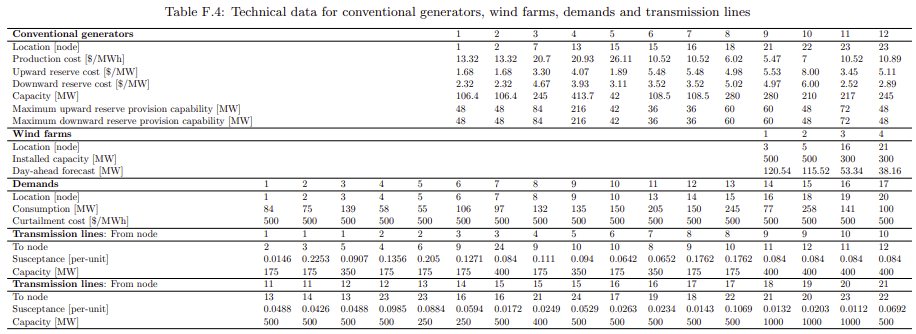 Table F.4: Technical data for conventional generators, wind farms, demands and transmission lines
Conventional generators 1 2 3 4 5 6 7 8 9 10 11 12
Location [node] 1 2 7 13 15 15 16 18 21 22 23 23
Production cost [$/MWh] 13.32 13.32 20.7 20.93 26.11 10.52 10.52 6.02 5.47 7 10.52 10.89
Upward reserve cost [$/MW] 1.68 1.68 3.30 4.07 1.89 5.48 5.48 4.98 5.53 8.00 3.45 5.11
Downward reserve cost [$/MW] 2.32 2.32 4.67 3.93 3.11 3.52 3.52 5.02 4.97 6.00 2.52 2.89
Capacity [MW] 106.4 106.4 245 413.7 42 108.5 108.5 280 280 210 217 245
Maximum upward reserve provision capability [MW] 48 48 84 216 42 36 36 60 60 48 72 48
Maximum downward reserve provision capability [MW] 48 48 84 216 42 36 36 60 60 48 72 48
Wind farms 1 2 3 4
Location [node] 3 5 16 21
Installed capacity [MW] 500 500 300 300
Day-ahead forecast [MW] 120.54 115.52 53.34 38.16
Demands 1 2 3 4 5 6 7 8 9 10 11 12 13 14 15 16 17
Location [node] 1 2 3 4 5 6 7 8 9 10 13 14 15 16 18 19 20
Consumption [MW] 84 75 139 58 55 106 97 132 135 150 205 150 245 77 258 141 100
Curtailment cost [$/MWh] 500 500 500 500 500 500 500 500 500 500 500 500 500 500 500 500 500
Transmission lines: From node 1 1 1 2 2 3 3 4 5 6 7 8 8 9 9 10 10
To node 2 3 5 4 6 9 24 9 10 10 8 9 10 11 12 11 12
Susceptance [per-unit] 0.0146 0.2253 0.0907 0.1356 0.205 0.1271 0.084 0.111 0.094 0.0642 0.0652 0.1762 0.1762 0.084 0.084 0.084 0.084
Capacity [MW] 175 175 350 175 175 175 400 175 350 175 350 175 175 400 400 400 400
Transmission lines: From node 11 11 12 12 13 14 15 15 15 16 16 17 17 18 19 20 21
To node 13 14 13 23 23 16 16 21 24 17 19 18 22 21 20 23 22
Susceptance [per-unit] 0.0488 0.0426 0.0488 0.0985 0.0884 0.0594 0.0172 0.0249 0.0529 0.0263 0.0234 0.0143 0.1069 0.0132 0.0203 0.0112 0.0692
Capacity [MW] 500 500 500 500 250 250 500 400 500 500 500 500 500 1000 1000 1000 500